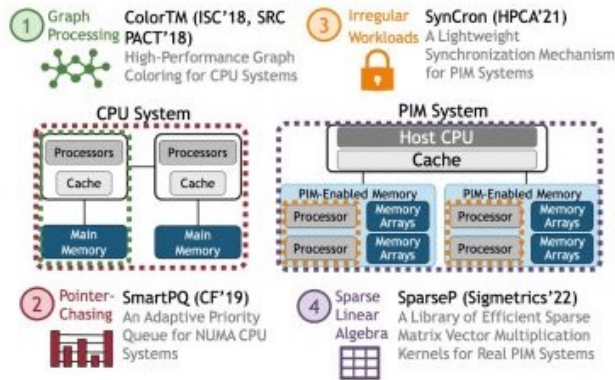 1 Graph Processing
ColorTM (ISC'18, SRC PACT'18)
High-Performance Graph
Coloring for CPU Systems
3 Irregular Workloads
SynCron (HPCA'21)
A Lightweight
Synchronization Mechanism
for PIM Systems
CPU System
Processors
Cache
Main Memory
Processors
Cache
Main Memory
PIM System
Host CPU
Cache
PIM-Enabled Memory
Processor
Memory Arrays
Processor
Memory Arrays
PIM-Enabled Memory
Processor
Memory Arrays
Processor
Memory Arrays
2 Pointer-Chasing
SmartPQ (CF'19)
An Adaptive Priority
Queue for NUMA CPU
Systems
4 Sparse Linear Algebra
SparseP (Sigmetrics'22)
A Library of Efficient Sparse
Matrix Vector Multiplication
Kernels for Real PIM Systems